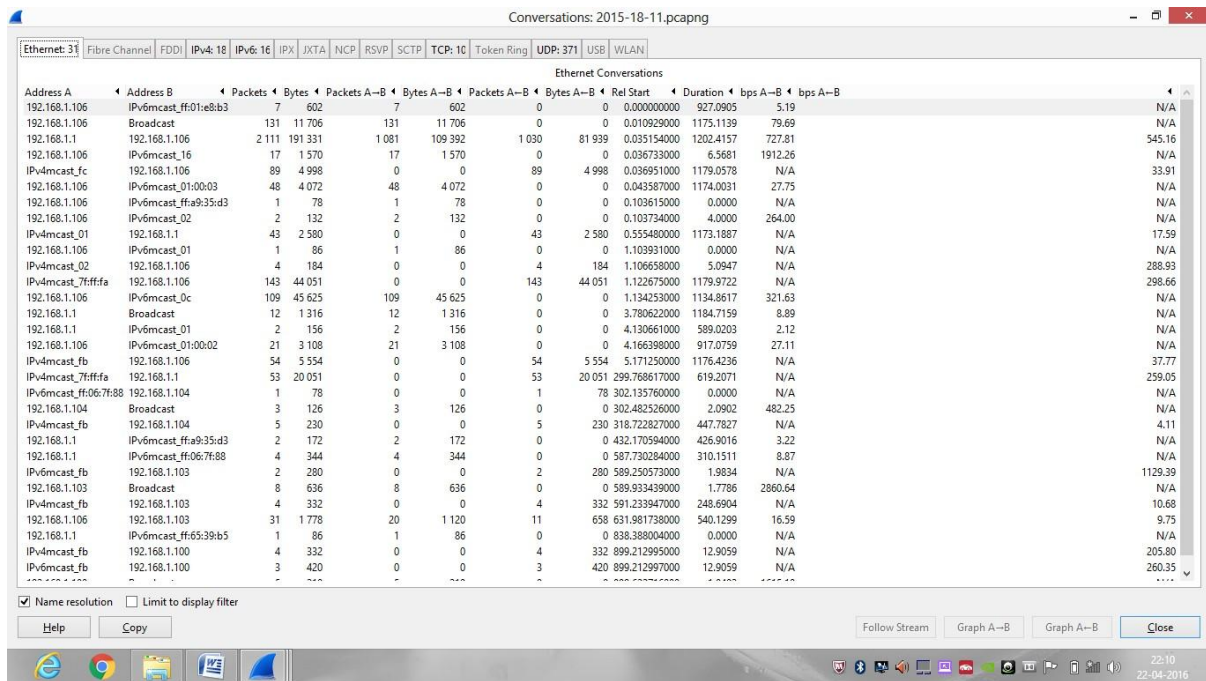 Conversations: 2015-18-11.pcapng
Ethernet: 31 Fibre Channel FDDI IPv4: 18 IPv6: 16 IPX JXTA NCP RSVP SCTP TCP: 10 Token Ring UDP: 371 USB WLAN
Ethernet Conversations
Address A Address B Packets Bytes Packets A→B Bytes A→B Packets A←B Bytes A←B Rel Start Duration bps A→B bps A←B
192.168.1.106 IPv6mcast_ff:01:e8:b3 7 602 7 602 0 0 0.000000000 927.0905 5.19 N/A
192.168.1.106 Broadcast 131 11 706 131 11 706 0 0 0.010929000 1175.1139 79.69 N/A
192.168.1.1 192.168.1.106 2 111 191 331 1 081 109 392 1 030 81 939 0.035154000 1202.4157 727.81 545.16
192.168.1.106 IPv6mcast_16 17 1 570 17 1 570 0 0 0.036733000 6.5681 1912.26 N/A
IPv4mcast_fc 192.168.1.106 89 4 998 0 0 89 4 998 0.036951000 1179.0578 N/A 33.91
192.168.1.106 IPv6mcast_01:00:03 48 4 072 48 4 072 0 0 0.043587000 1174.0031 27.75 N/A
192.168.1.106 IPv6mcast_ff:a9:35:d3 1 78 1 78 0 0 0.103615000 0.0000 N/A N/A
192.168.1.106 IPv6mcast_02 2 132 2 132 0 0 0.103734000 4.0000 264.00 N/A
IPv4mcast_01 192.168.1.1 43 2 580 0 0 43 2 580 0.555480000 1173.1887 N/A 17.59
192.168.1.106 IPv6mcast_01 1 86 1 86 0 0 1.103931000 0.0000 N/A N/A
IPv4mcast_02 192.168.1.106 4 184 0 0 4 184 1.106658000 5.0947 N/A 288.93
IPv4mcast_7f:ff:fa 192.168.1.106 143 44 051 0 0 143 44 051 1.122675000 1179.9722 N/A 298.66
192.168.1.106 IPv6mcast_0c 109 45 625 109 45 625 0 0 1.134253000 1134.8617 321.63 N/A
192.168.1.1 Broadcast 12 1 316 12 1 316 0 0 3.780622000 1184.7159 8.89 N/A
192.168.1.1 IPv6mcast_01 2 156 2 156 0 0 4.130661000 589.0203 2.12 N/A
192.168.1.106 IPv6mcast_01:00:02 21 3 108 21 3 108 0 0 4.166398000 917.0759 27.11 N/A
IPv4mcast_fb 192.168.1.106 54 5 554 0 0 54 5 554 5.171250000 1176.4236 N/A 37.77
IPv4mcast_7f:ff:fa 192.168.1.1 53 20 051 0 0 53 20 051 299.768617000 619.2071 N/A 259.05
IPv6mcast_ff:06:7f:88 192.168.1.104 1 78 0 0 1 78 302.135760000 0.0000 N/A N/A
192.168.1.104 Broadcast 3 126 3 126 0 0 302.482526000 2.0902 482.25 N/A
IPv4mcast_fb 192.168.1.104 5 230 0 0 5 230 318.722827000 447.7827 N/A 4.11
192.168.1.1 IPv6mcast_ff:a9:35:d3 2 172 2 172 0 0 432.170594000 426.9016 3.22 N/A
192.168.1.1 IPv6mcast_ff:06:7f:88 4 344 4 344 0 0 587.730284000 310.1511 8.87 N/A
IPv6mcast_fb 192.168.1.103 2 280 0 0 2 280 589.250573000 1.9834 N/A 1129.39
192.168.1.103 Broadcast 8 636 8 636 0 0 589.933439000 1.7786 2860.64 N/A
IPv4mcast_fb 192.168.1.103 4 332 0 0 4 332 591.233947000 248.6904 N/A 10.68
192.168.1.106 192.168.1.103 31 1 778 20 1 120 11 658 631.981738000 540.1299 16.59 9.75
192.168.1.1 IPv6mcast_ff:65:39:b5 1 86 1 86 0 0 838.388004000 0.0000 N/A N/A
IPv4mcast_fb 192.168.1.100 4 332 0 0 4 332 899.212995000 12.9059 N/A 205.80
IPv6mcast_fb 192.168.1.100 3 420 0 0 3 420 899.212997000 12.9059 N/A 260.35
Name resolution Limit to display filter
Help Copy Follow Stream Graph A→B Graph A←B Close
22:10
22-04-2016